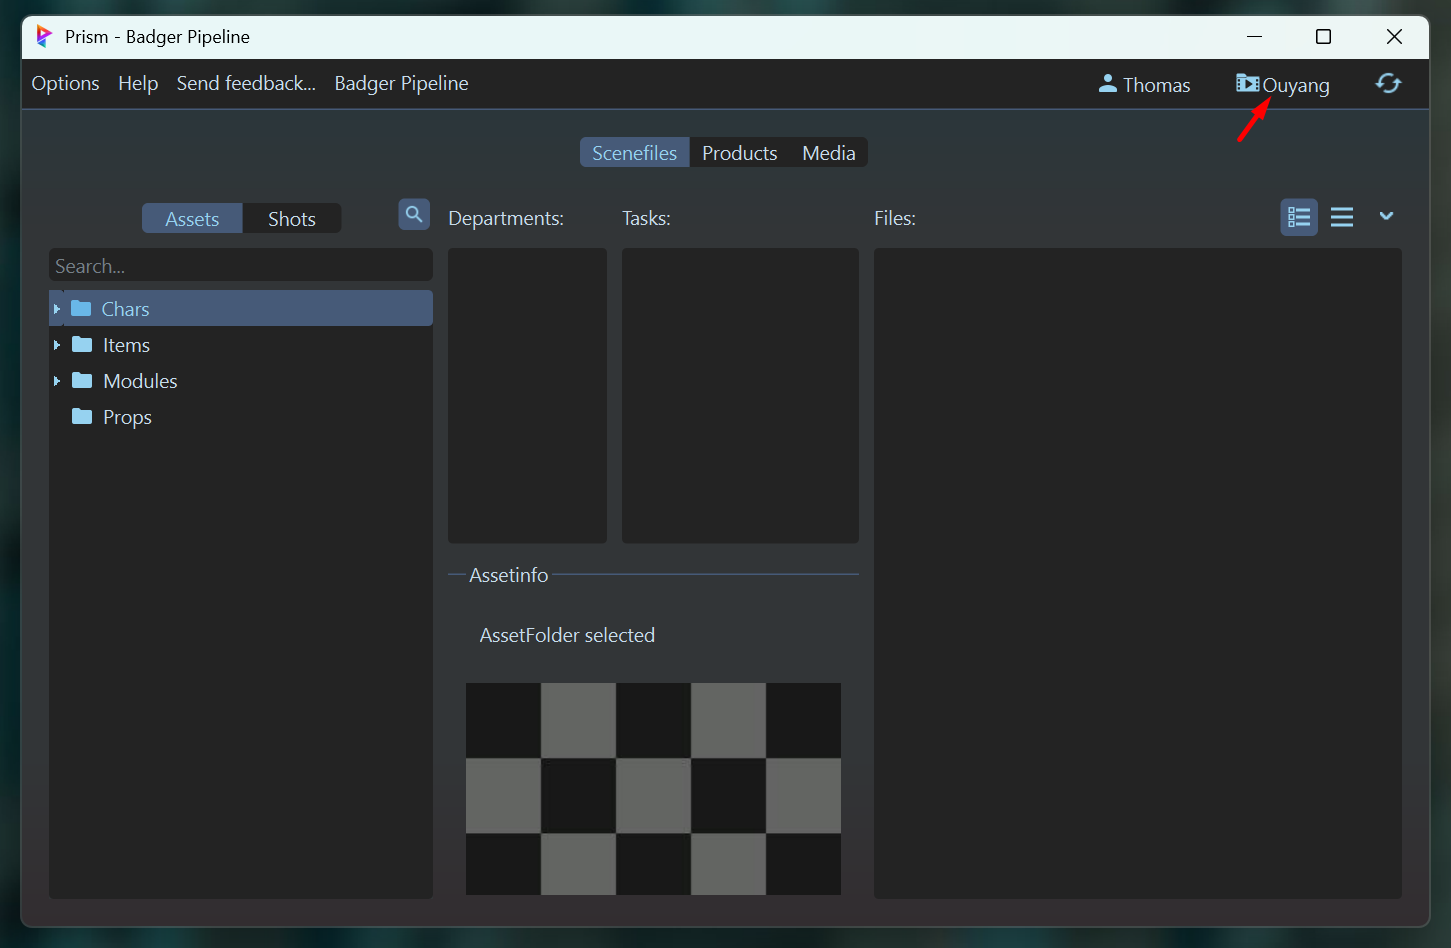 Prism - Badger Pipeline
Options Help Send feedback... Badger Pipeline Thomas Ouyang
Scenefiles Products Media
Assets Shots Departments: Tasks: Files:
Search...
Chars
Items
Modules
Props
Assetinfo
AssetFolder selected